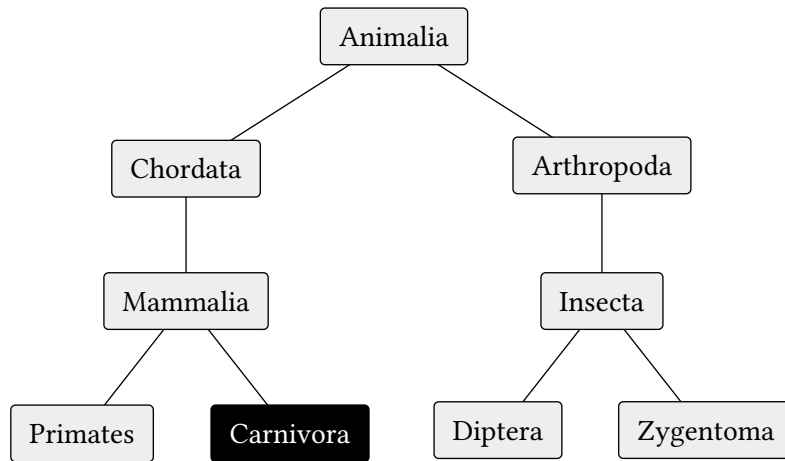 Animalia
Chordata
Arthropoda
Mammalia
Insecta
Primates
Carnivora
Diptera
Zygentoma